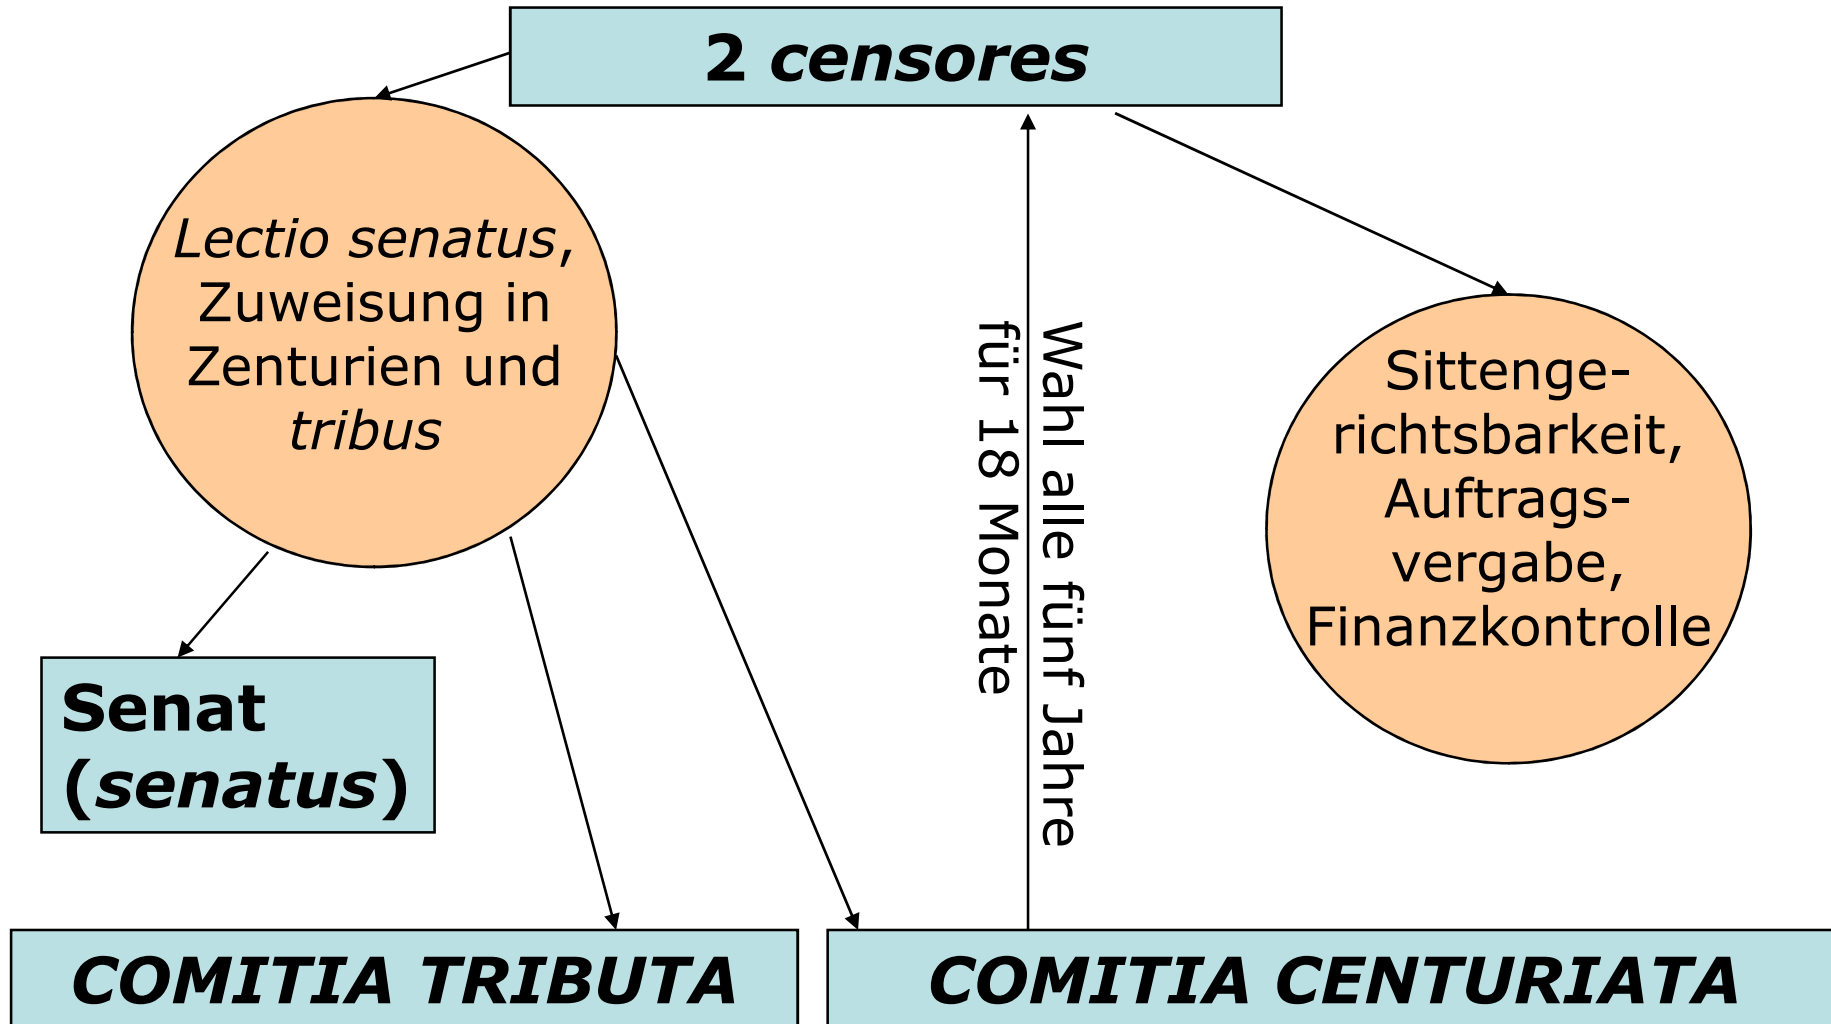 2 censores
Lectio senatus,
Zuweisung in
Zenturien und
tribus
Wahl alle fünf Jahre
für 18 Monate
Sittenge-
richtsbarkeit,
Auftrags-
vergabe,
Finanzkontrolle
Senat
(senatus)
COMITIA TRIBUTA
COMITIA CENTURIATA